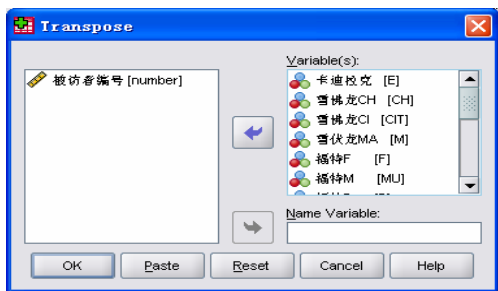 Transpose
被访者编号 [number]
Variable(s):
卡迪拉克 [E]
雪佛龙CH [CH]
雪佛龙CI [CIT]
雪伏龙MA [M]
福特F [F]
福特M [MU]
Name Variable:
OK
Paste
Reset
Cancel
Help